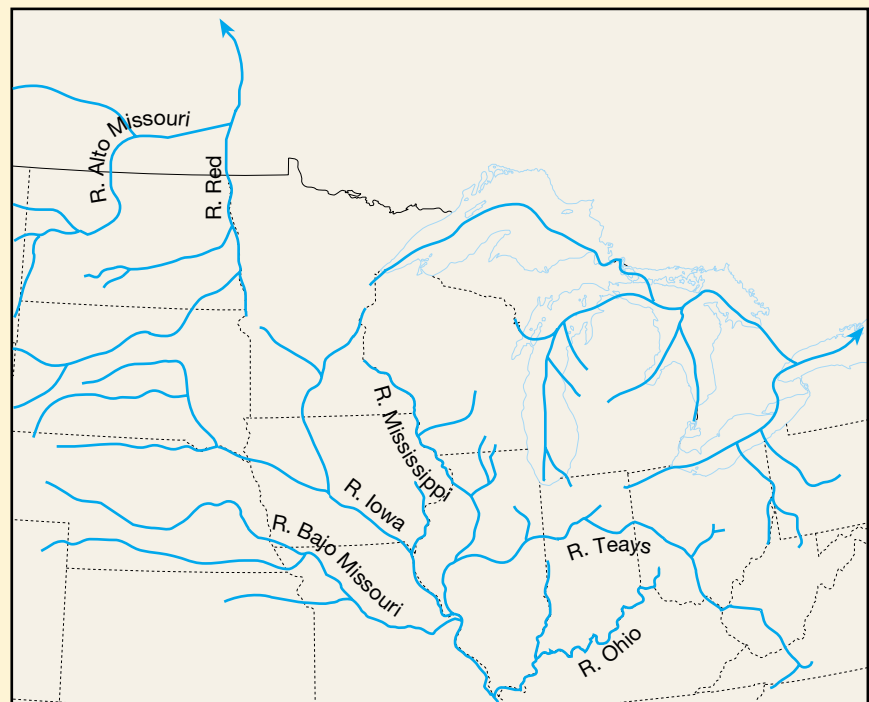 R. Alto Missouri
R. Red
R. Mississippi
R. Iowa
R. Bajo Missouri
R. Teays
R. Ohio